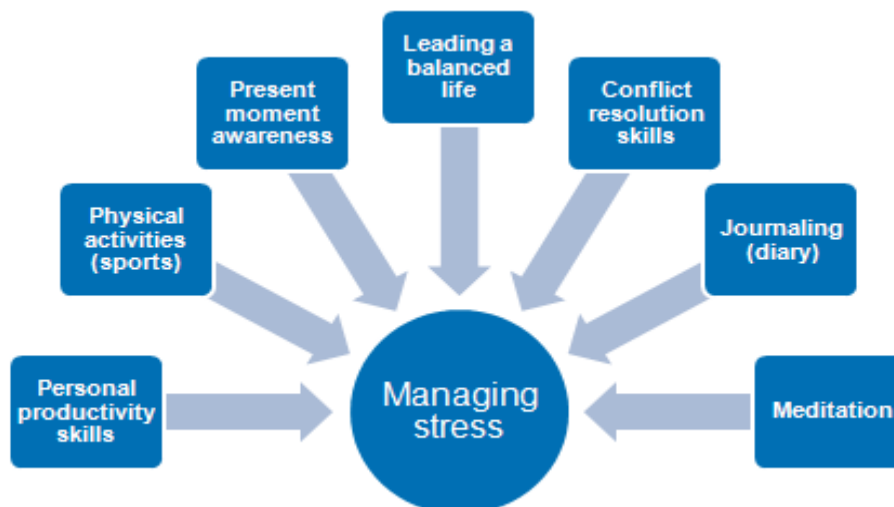 Leading a
balanced
life
Present
moment
awareness
Conflict
resolution
skills
Physical
activities
(sports)
Journaling
(diary)
Personal
productivity
skills
Managing
stress
Meditation